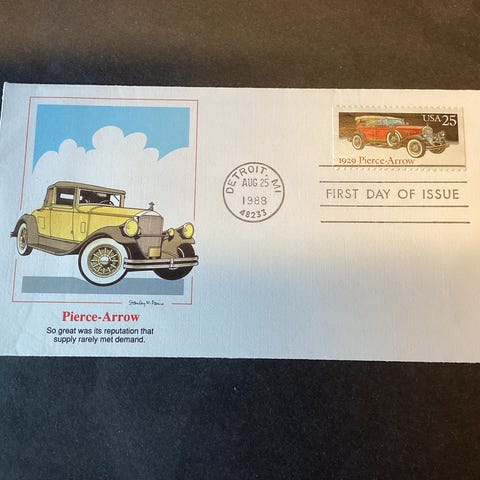 USA 25
1929 Pierce-Arrow
DETROIT, MI
AUG 25
1988
48233
FIRST DAY OF ISSUE
Pierce-Arrow
So great was its reputation that
supply rarely met demand.